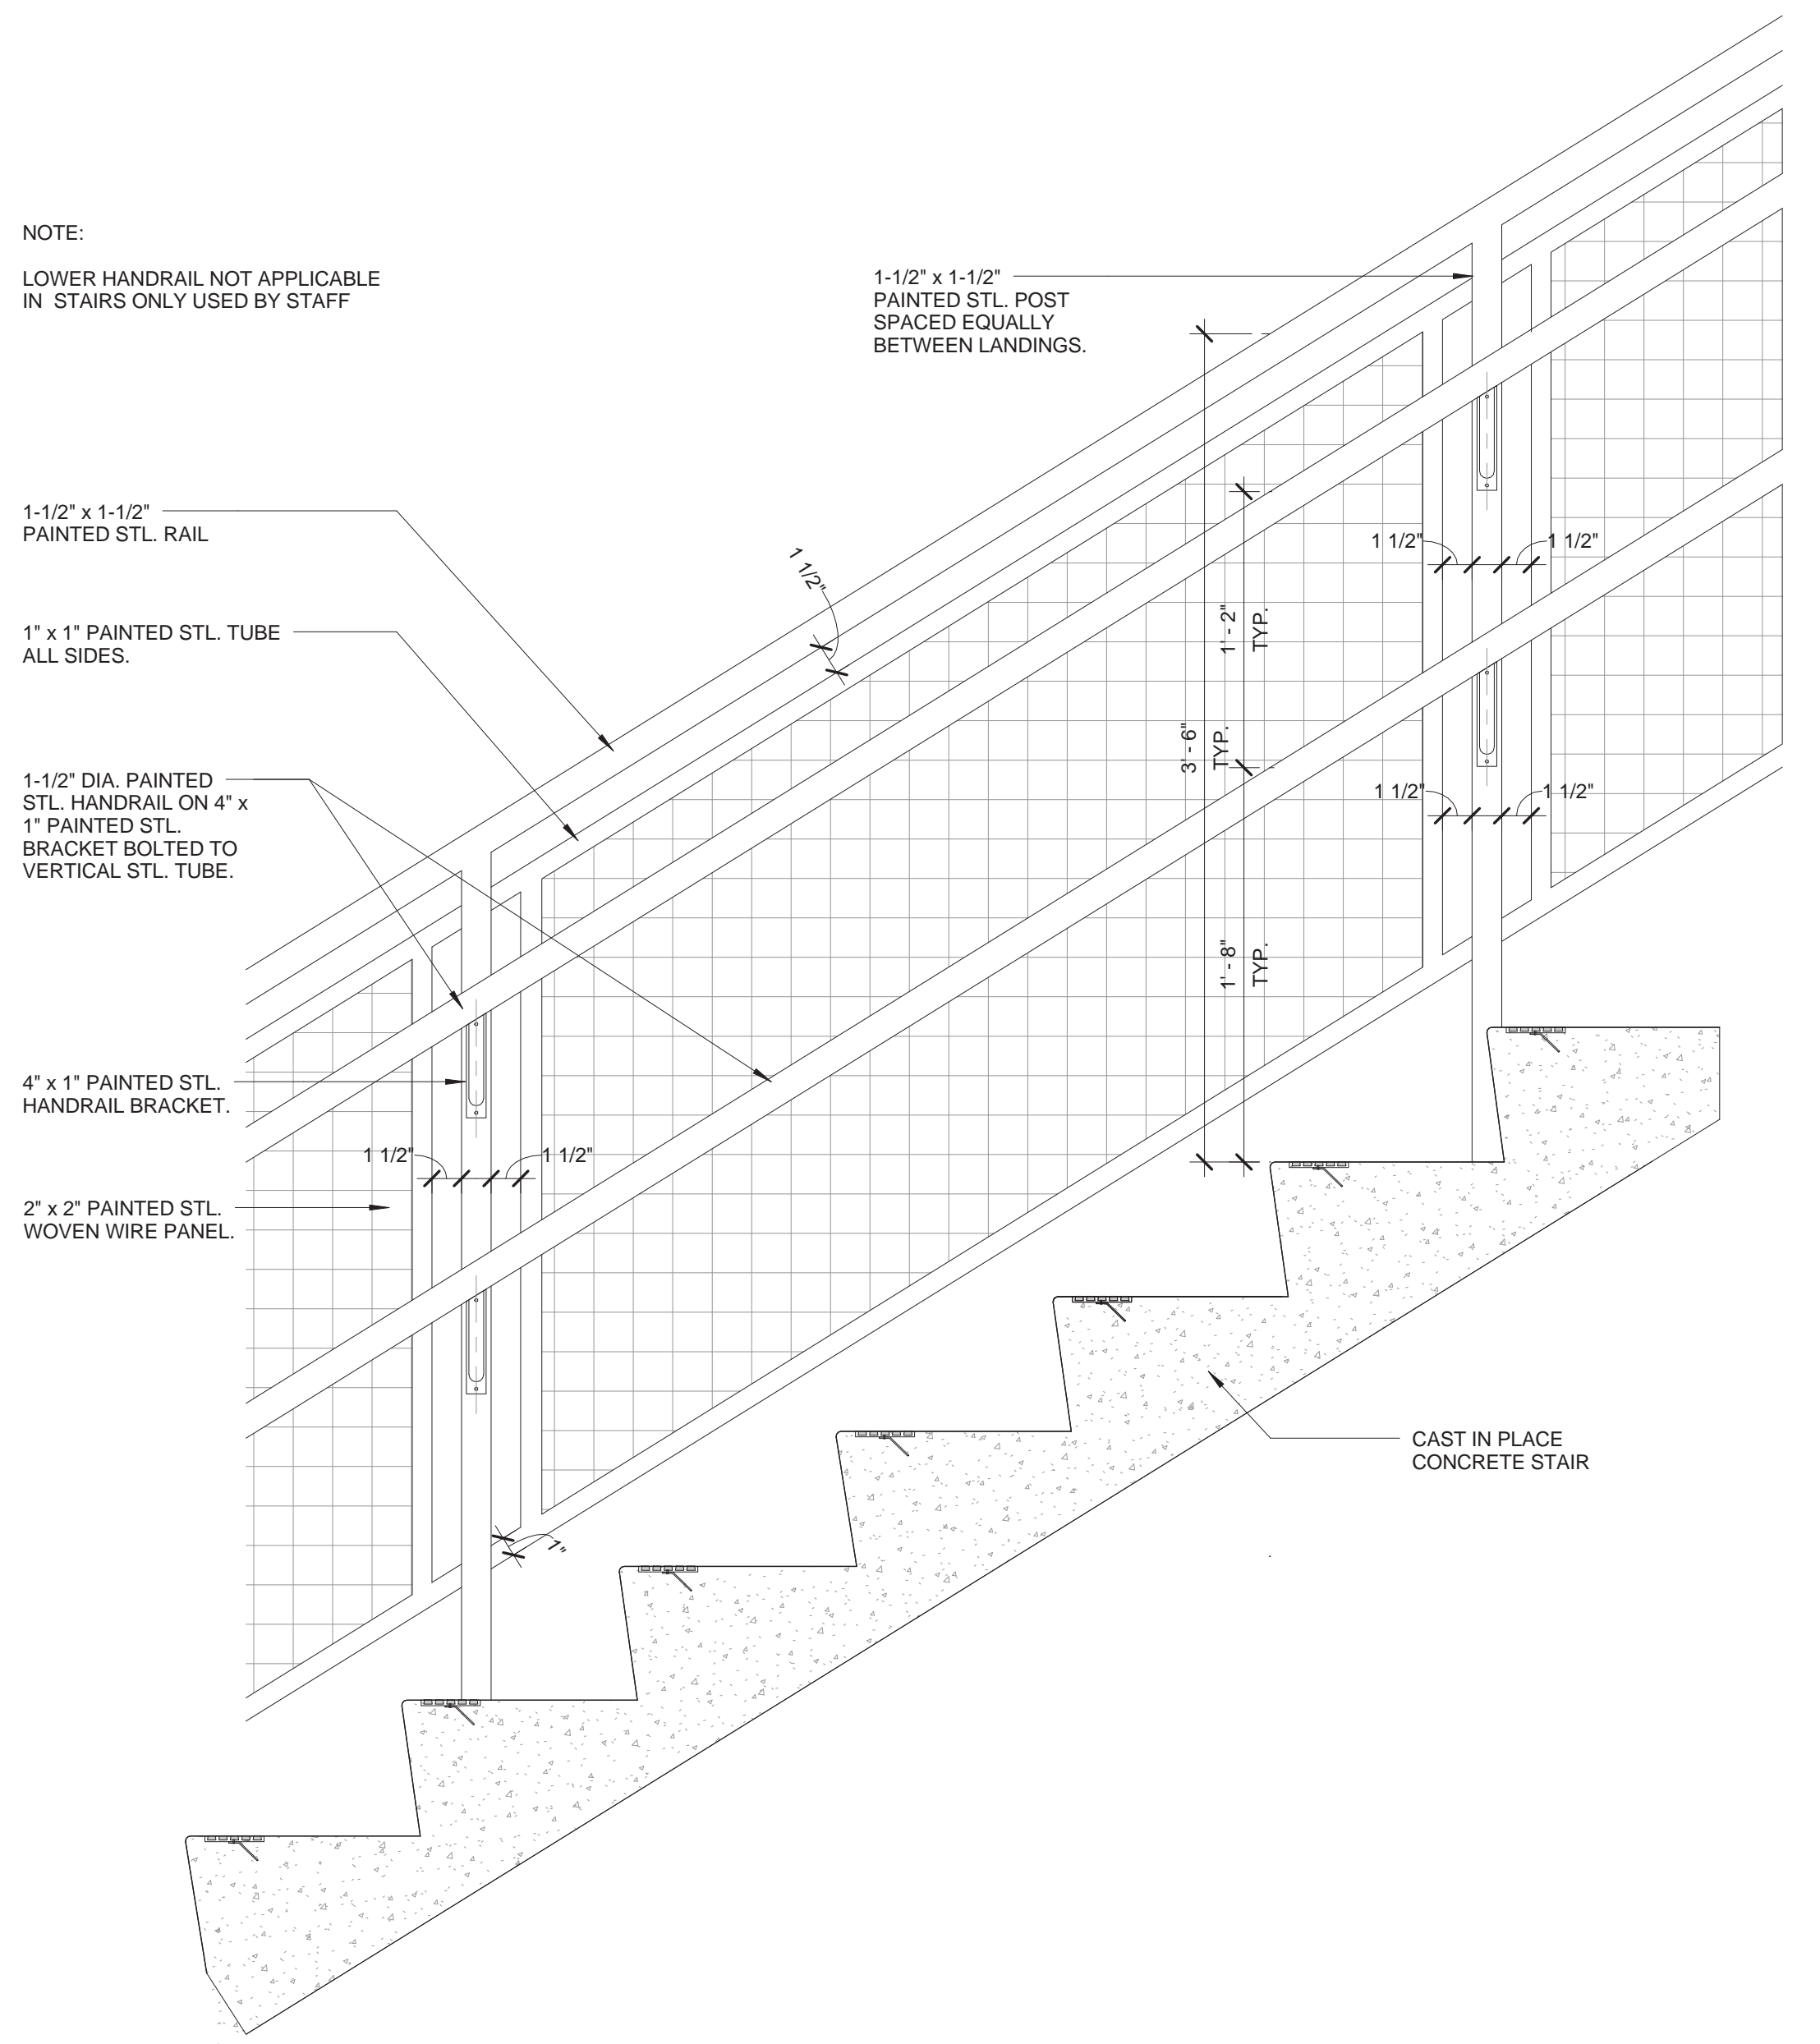 NOTE:
LOWER HANDRAIL NOT APPLICABLE
IN STAIRS ONLY USED BY STAFF
1-1/2" x 1-1/2"
PAINTED STL. POST
SPACED EQUALLY
BETWEEN LANDINGS.
1-1/2" x 1-1/2"
PAINTED STL. RAIL
1" x 1" PAINTED STL. TUBE
ALL SIDES.
1-1/2" DIA. PAINTED
STL. HANDRAIL ON 4" x
1" PAINTED STL.
BRACKET BOLTED TO
VERTICAL STL. TUBE.
4" x 1" PAINTED STL.
HANDRAIL BRACKET.
2" x 2" PAINTED STL.
WOVEN WIRE PANEL.
1 1/2"
1 1/2"
1 1/2"
1' - 2"
TYP.
3' - 6"
TYP.
1 1/2"
1 1/2"
1' - 8"
TYP.
1 1/2"
1 1/2"
1"
CAST IN PLACE
CONCRETE STAIR